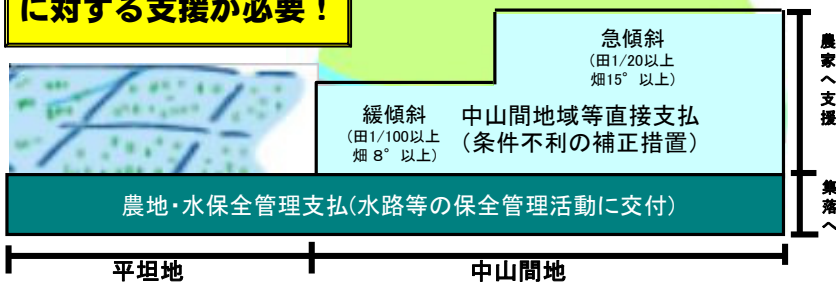 に対する支援が必要！
急傾斜
(田1/20以上
畑15°以上)
緩傾斜
(田1/100以上
畑8°以上)
中山間地域等直接支払
(条件不利の補正措置)
農家へ支援
農地・水保全管理支払(水路等の保全管理活動に交付)
集落へ
平坦地
中山間地